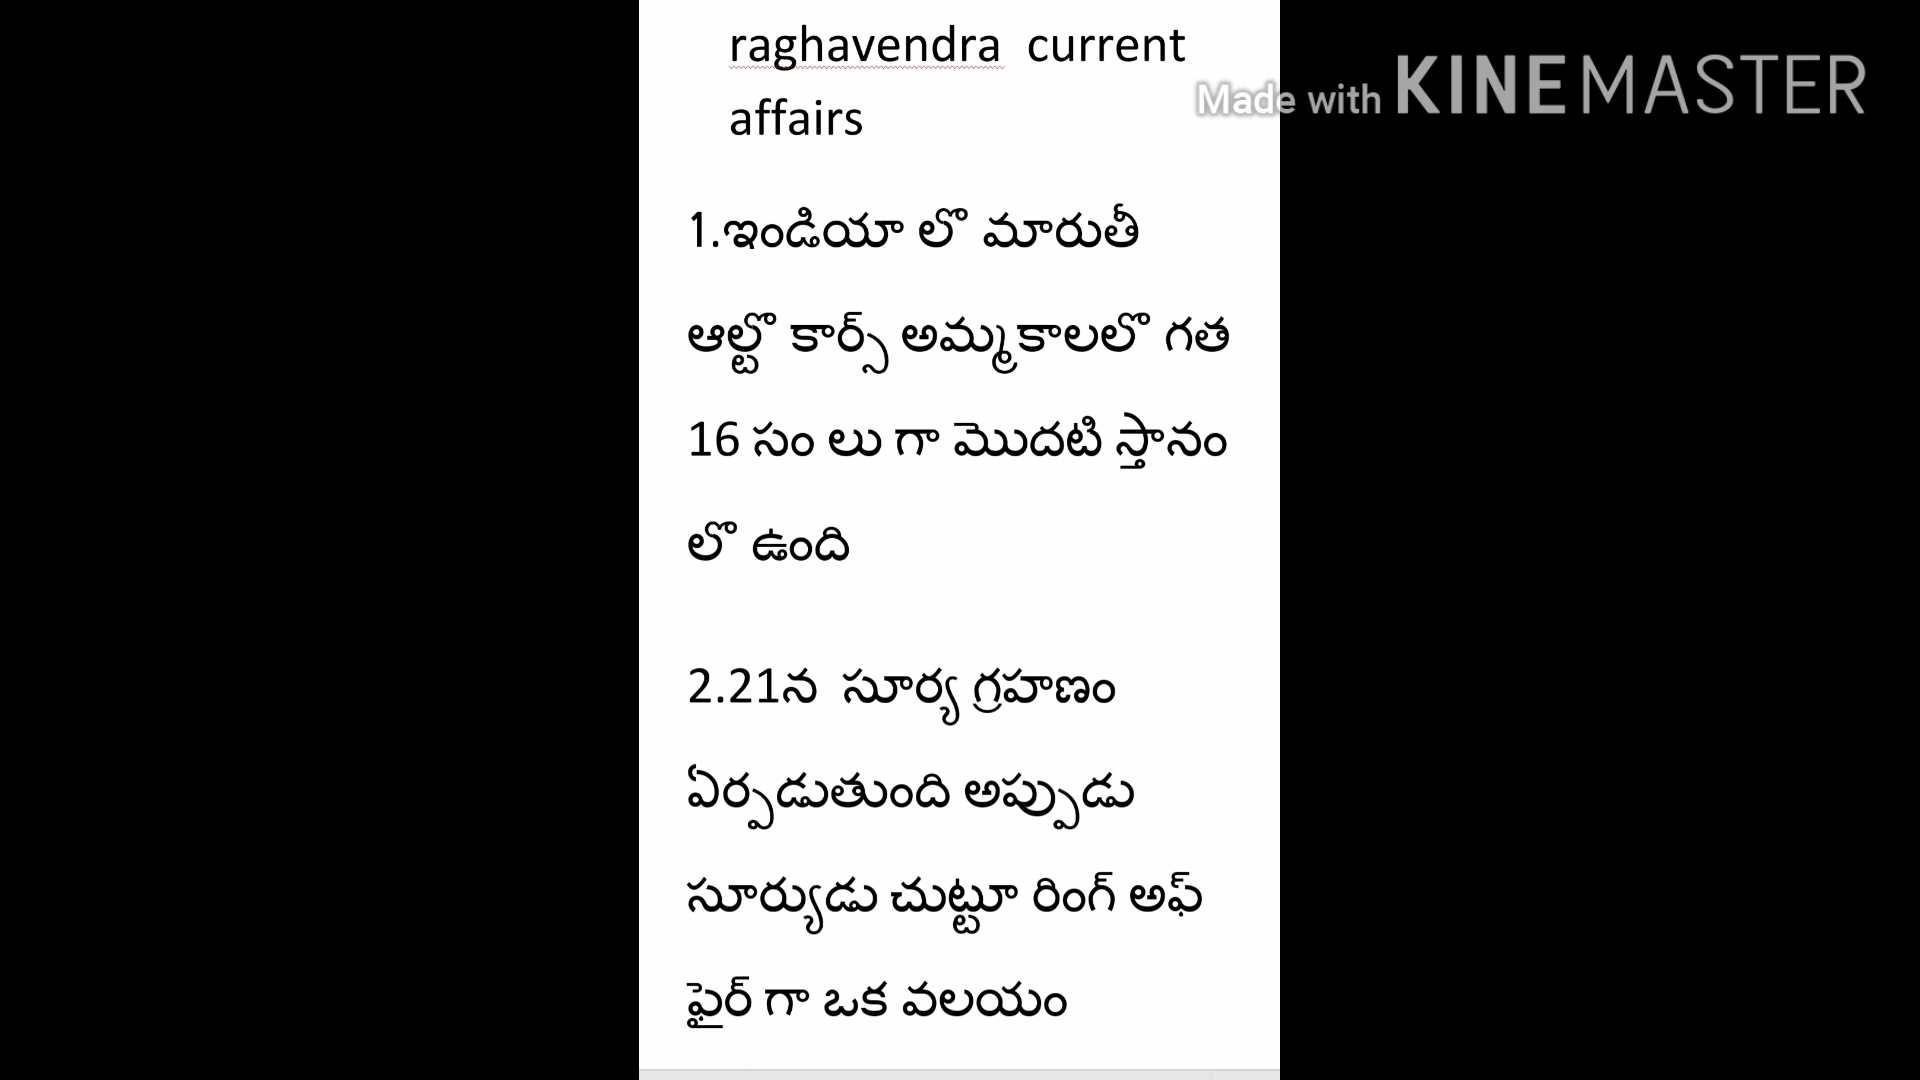 raghavendra current
affairs
Made with KINEMASTER
1.ఇండియా లొ మారుతీ
ఆల్టొ కార్స్ అమ్మకాలలొ గత
16 సం లు గా మొదటి స్తానం
లొ ఉంది
2.21న సూర్య గ్రహణం
ఏర్పడుతుంది అప్పుడు
సూర్యుడు చుట్టూ రింగ్ అఫ్
ఫైర్ గా ఒక వలయం